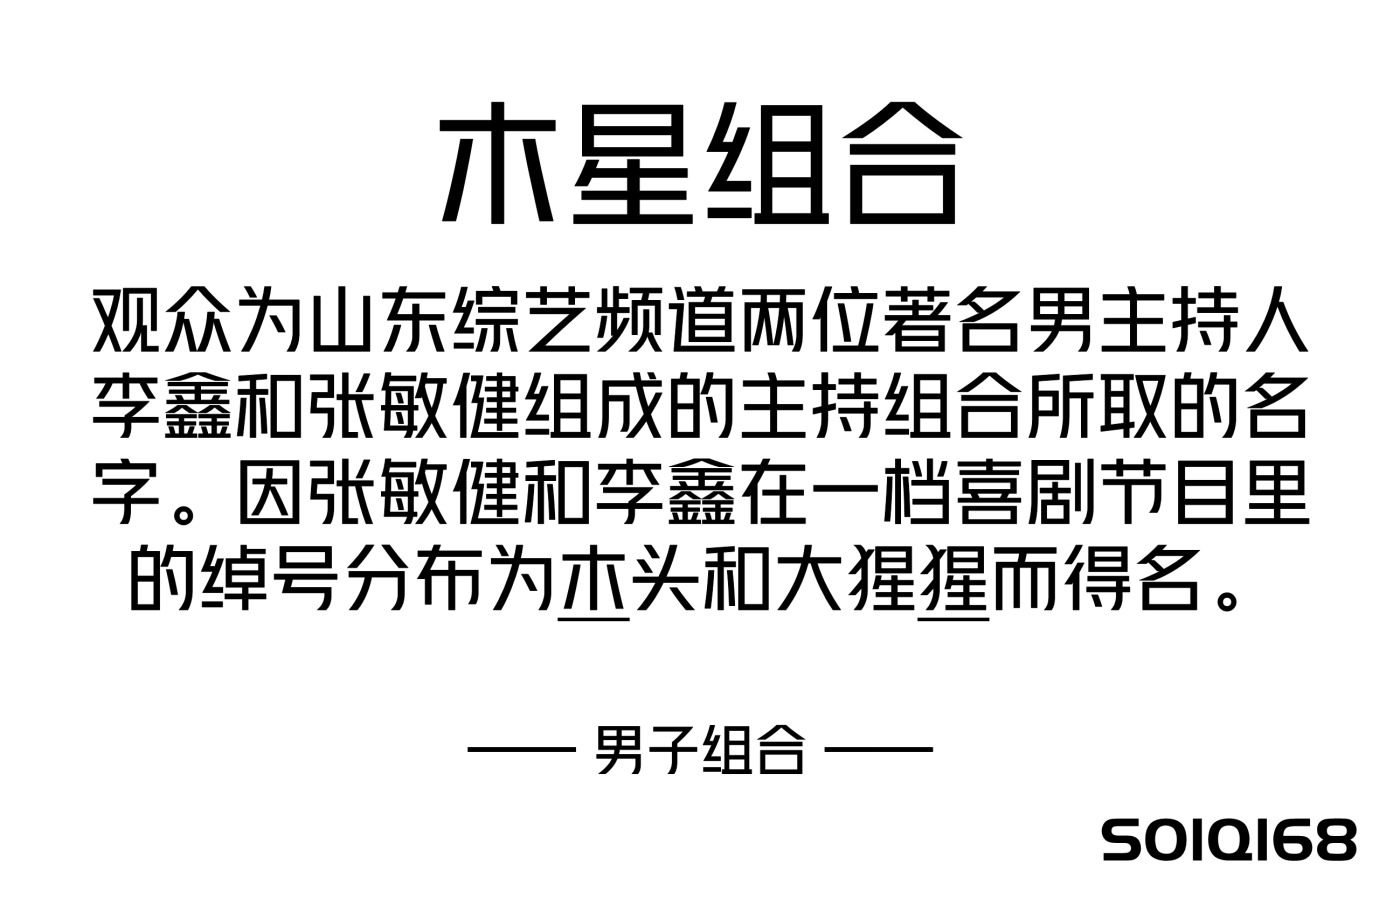 木星组合
观众为山东综艺频道两位著名男主持人
李鑫和张敏健组成的主持组合所取的名
字。因张敏健和李鑫在一档喜剧节目里
的绰号分布为木头和大猩猩而得名。
—— 男子组合 ——
SOIQI68